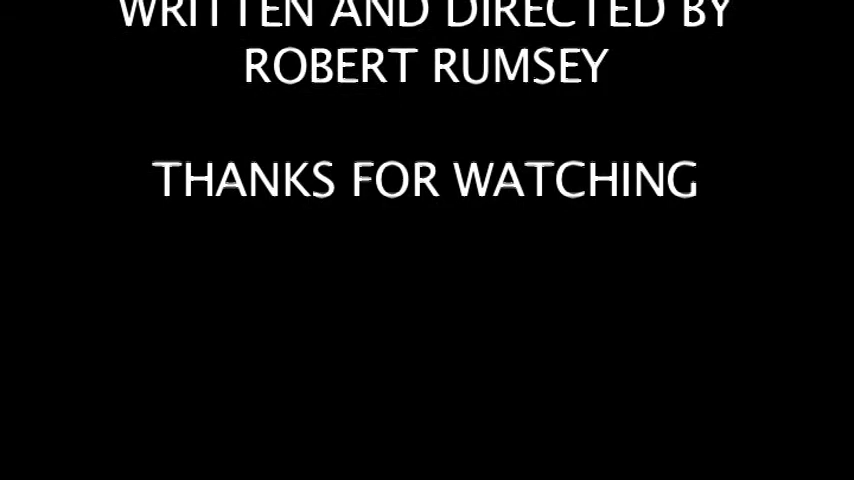 WRITTEN AND DIRECTED BY
ROBERT RUMSEY
THANKS FOR WATCHING